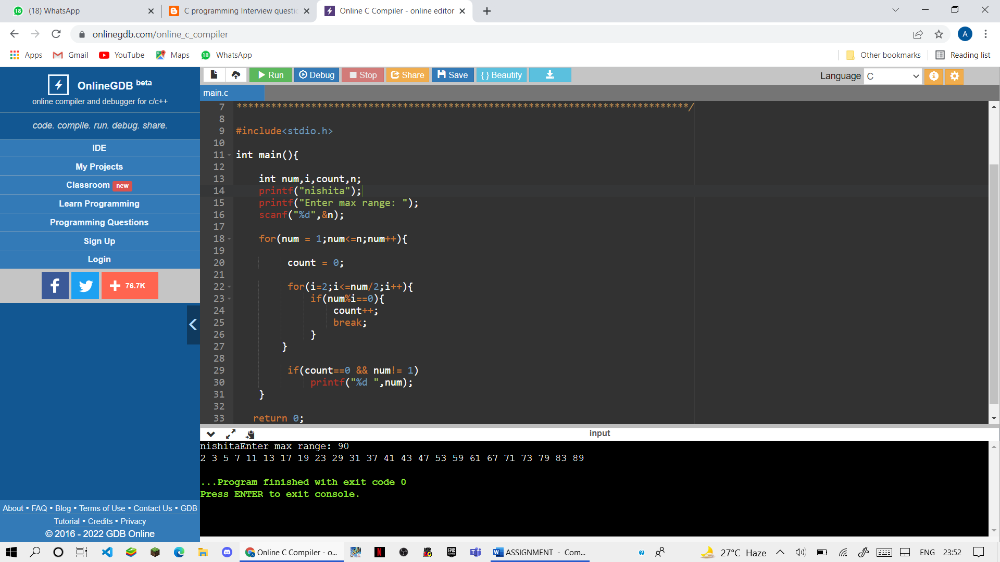 18 (18) WhatsApp
C programming Interview questic
Online C Compiler - online editor
onlinegdb.com/online_c_compiler
A
Apps
Gmail
YouTube
Maps
18 WhatsApp
Other bookmarks
Reading list
OnlineGDB beta
online compiler and debugger for c/c++
code. compile. run. debug. share.
IDE
My Projects
Classroom new
Learn Programming
Programming Questions
Sign Up
Login
76.7K
About • FAQ • Blog • Terms of Use • Contact Us • GDB
Tutorial • Credits • Privacy
© 2016 - 2022 GDB Online
Run
Debug
Stop
Share
Save
{ } Beautify
Language C
main.c
7 *******************************************************************************/
8
9 #include<stdio.h>
10
11 int main(){
12
13 int num,i,count,n;
14 printf("nishita");
15 printf("Enter max range: ");
16 scanf("%d",&n);
17
18 for(num = 1;num<=n;num++){
19
20 count = 0;
21
22 for(i=2;i<=num/2;i++){
23 if(num%i==0){
24 count++;
25 break;
26 }
27 }
28
29 if(count==0 && num!= 1)
30 printf("%d ",num);
31 }
32
33 return 0;
input
nishitaEnter max range: 90
2 3 5 7 11 13 17 19 23 29 31 37 41 43 47 53 59 61 67 71 73 79 83 89
...Program finished with exit code 0
Press ENTER to exit console.
Online C Compiler - o...
ASSIGNMENT - Com...
27°C Haze
ENG
23:52